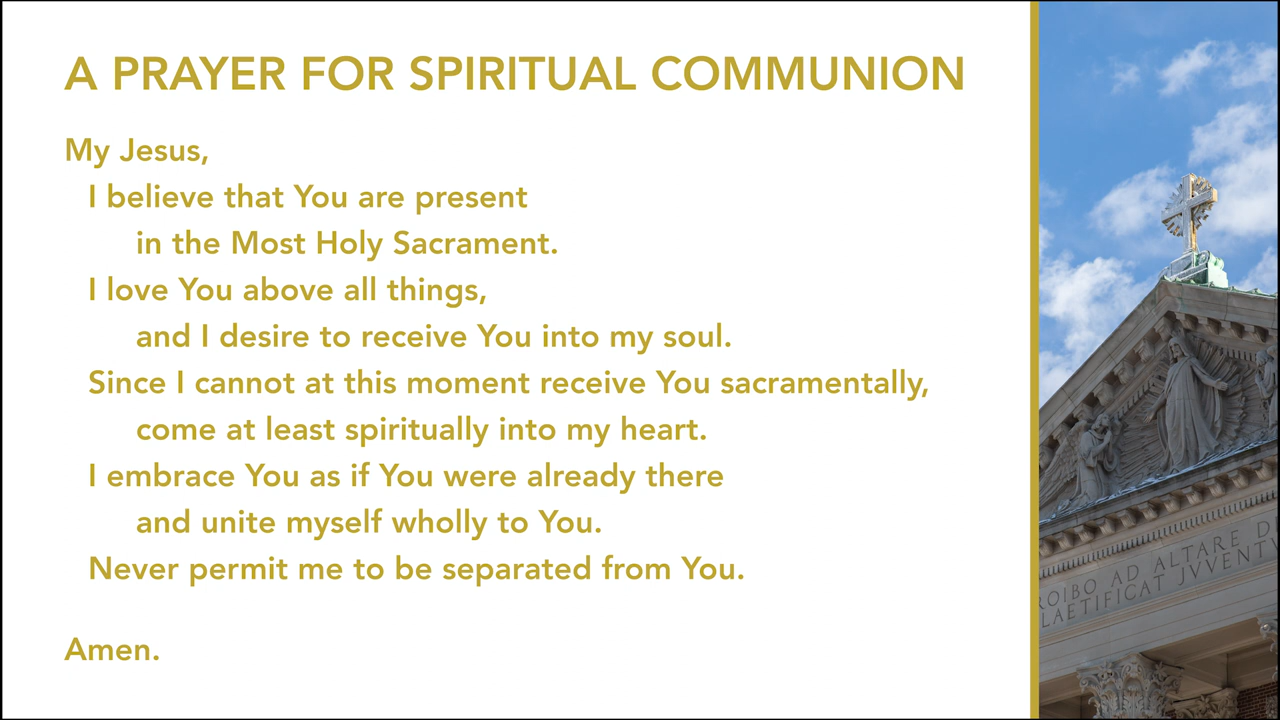 A PRAYER FOR SPIRITUAL COMMUNION
My Jesus,
I believe that You are present
in the Most Holy Sacrament.
I love You above all things,
and I desire to receive You into my soul.
Since I cannot at this moment receive You sacramentally,
come at least spiritually into my heart.
I embrace You as if You were already there
and unite myself wholly to You.
Never permit me to be separated from You.
Amen.
ROIBO AD ALTARE D
LAETIFICAT JVVENT